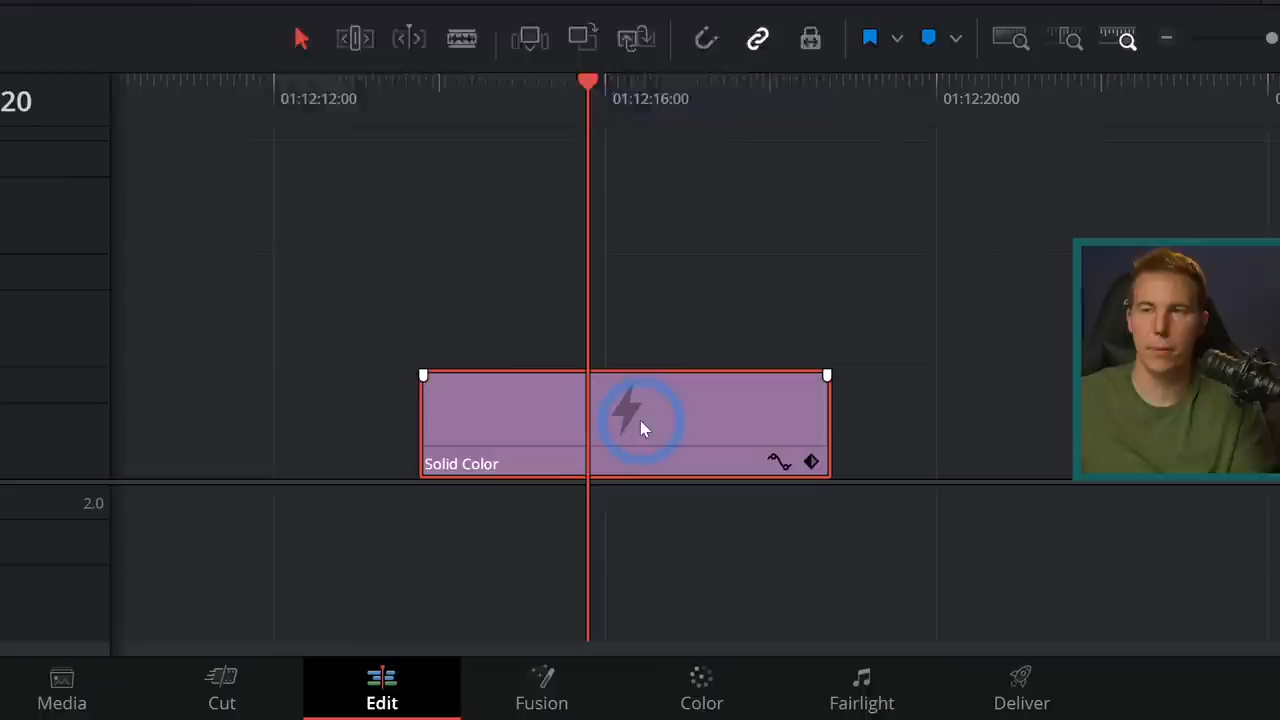 20
01:12:12:00
01:12:16:00
01:12:20:00
Solid Color
2.0
Media
Cut
Edit
Fusion
Color
Fairlight
Deliver